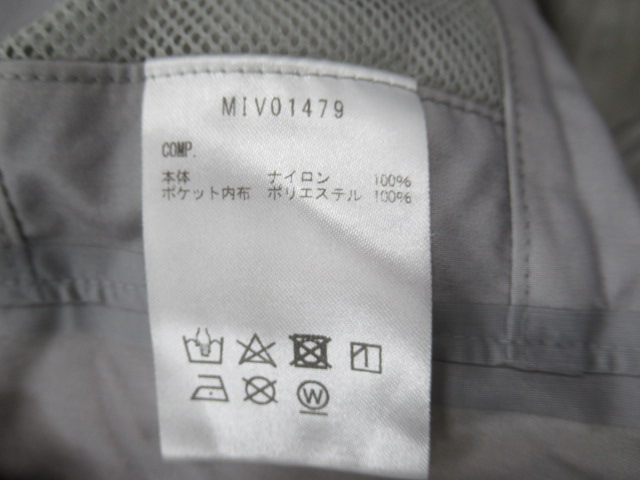 MIV01479
COMP.
本体 ナイロン 100%
ポケット内布 ポリエステル 100%
W